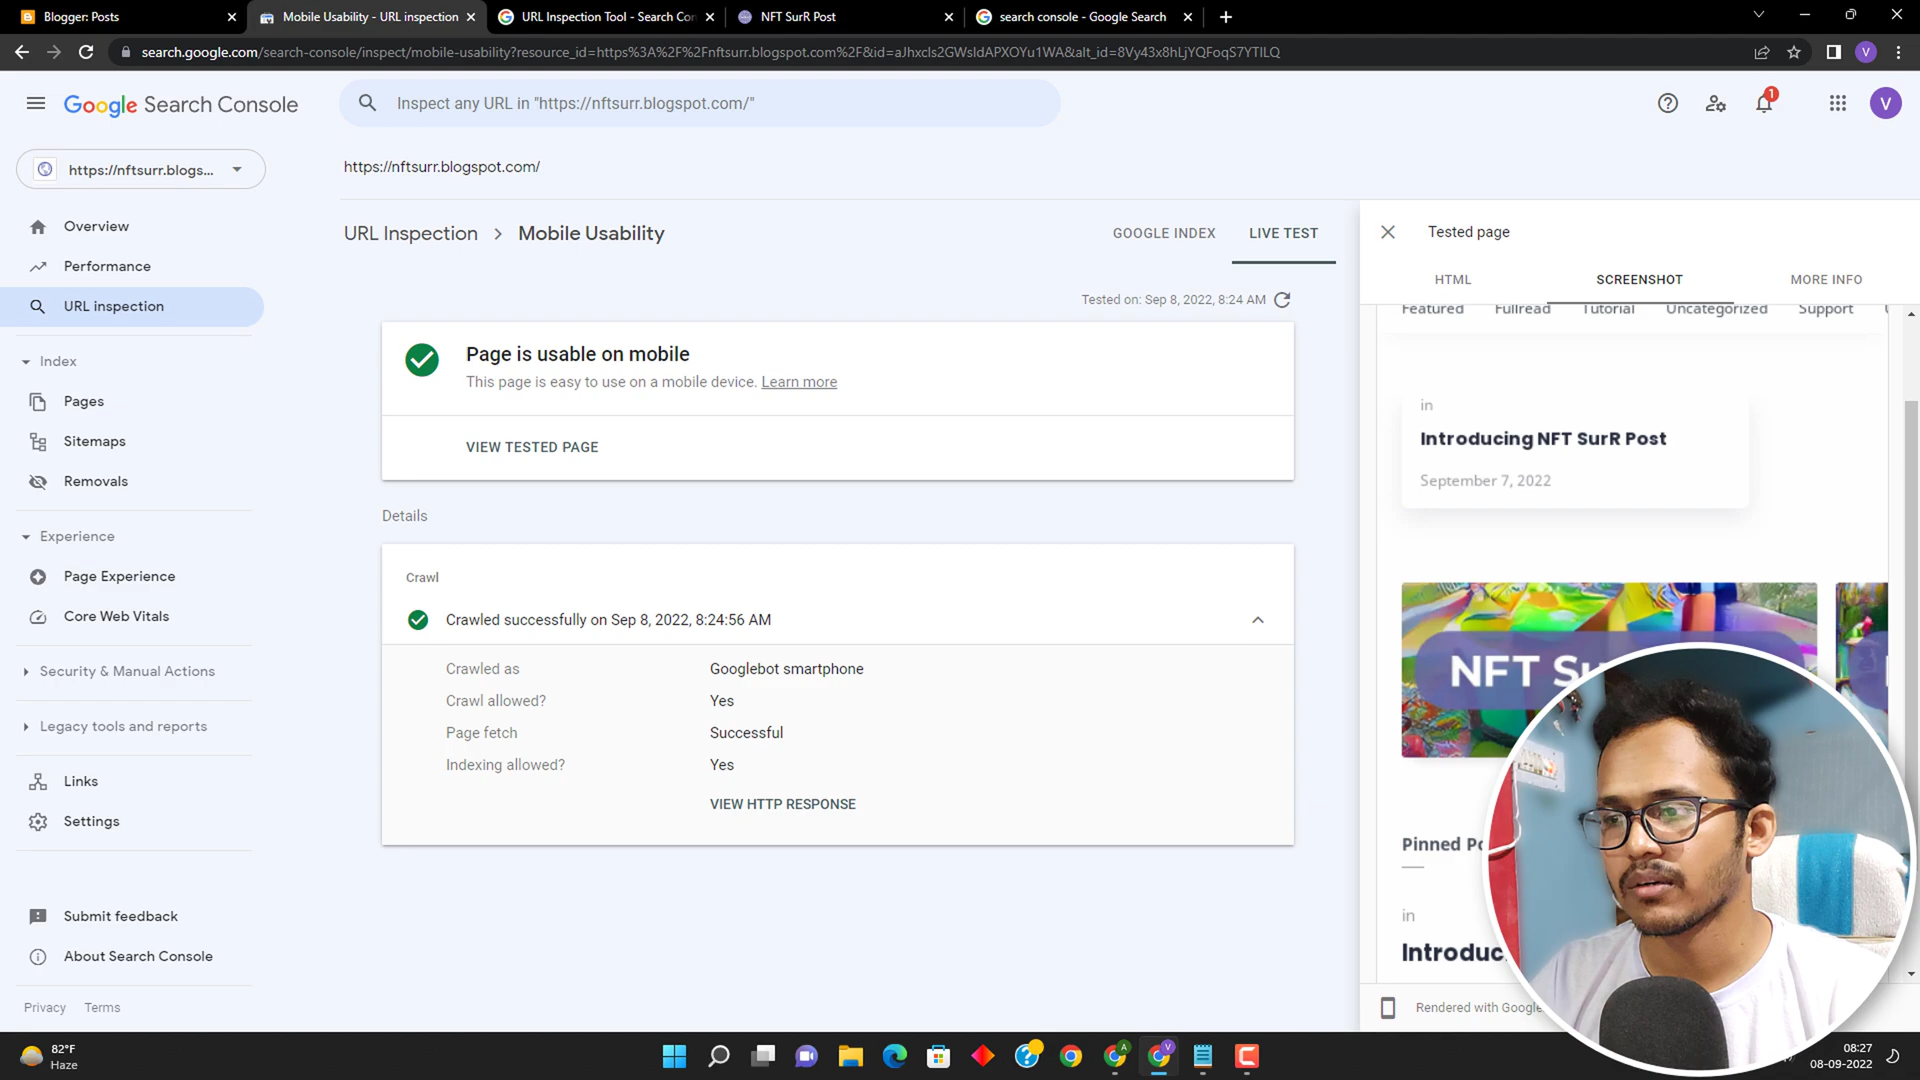 Blogger: Posts
Mobile Usability - URL inspection
URL Inspection Tool - Search Con
NFT SurR Post
search console - Google Search
search.google.com/search-console/inspect/mobile-usability?resource_id=https%3A%2F%2Fnftsurr.blogspot.com%2F&id=aJhxcls2GWsIdAPXOYu1WA&alt_id=8Vy43x8hLjYQFoqS7YTILQ
V
Google Search Console
Inspect any URL in "https://nftsurr.blogspot.com/"
1
V
https://nftsurr.blogs...
https://nftsurr.blogspot.com/
Overview
Performance
URL inspection
Index
Pages
Sitemaps
Removals
Experience
Page Experience
Core Web Vitals
Security & Manual Actions
Legacy tools and reports
Links
Settings
Submit feedback
About Search Console
Privacy Terms
URL Inspection > Mobile Usability
GOOGLE INDEX
LIVE TEST
Tested on: Sep 8, 2022, 8:24 AM
Page is usable on mobile
This page is easy to use on a mobile device. Learn more
VIEW TESTED PAGE
Details
Crawl
Crawled successfully on Sep 8, 2022, 8:24:56 AM
Crawled as Googlebot smartphone
Crawl allowed? Yes
Page fetch Successful
Indexing allowed? Yes
VIEW HTTP RESPONSE
Tested page
HTML
SCREENSHOT
MORE INFO
Featured Fullread Tutorial Uncategorized Support
in
Introducing NFT SurR Post
September 7, 2022
NFT Su
Pinned Po
in
Introduc
Rendered with Google
82°F
Haze
A
V
08:27
08-09-2022